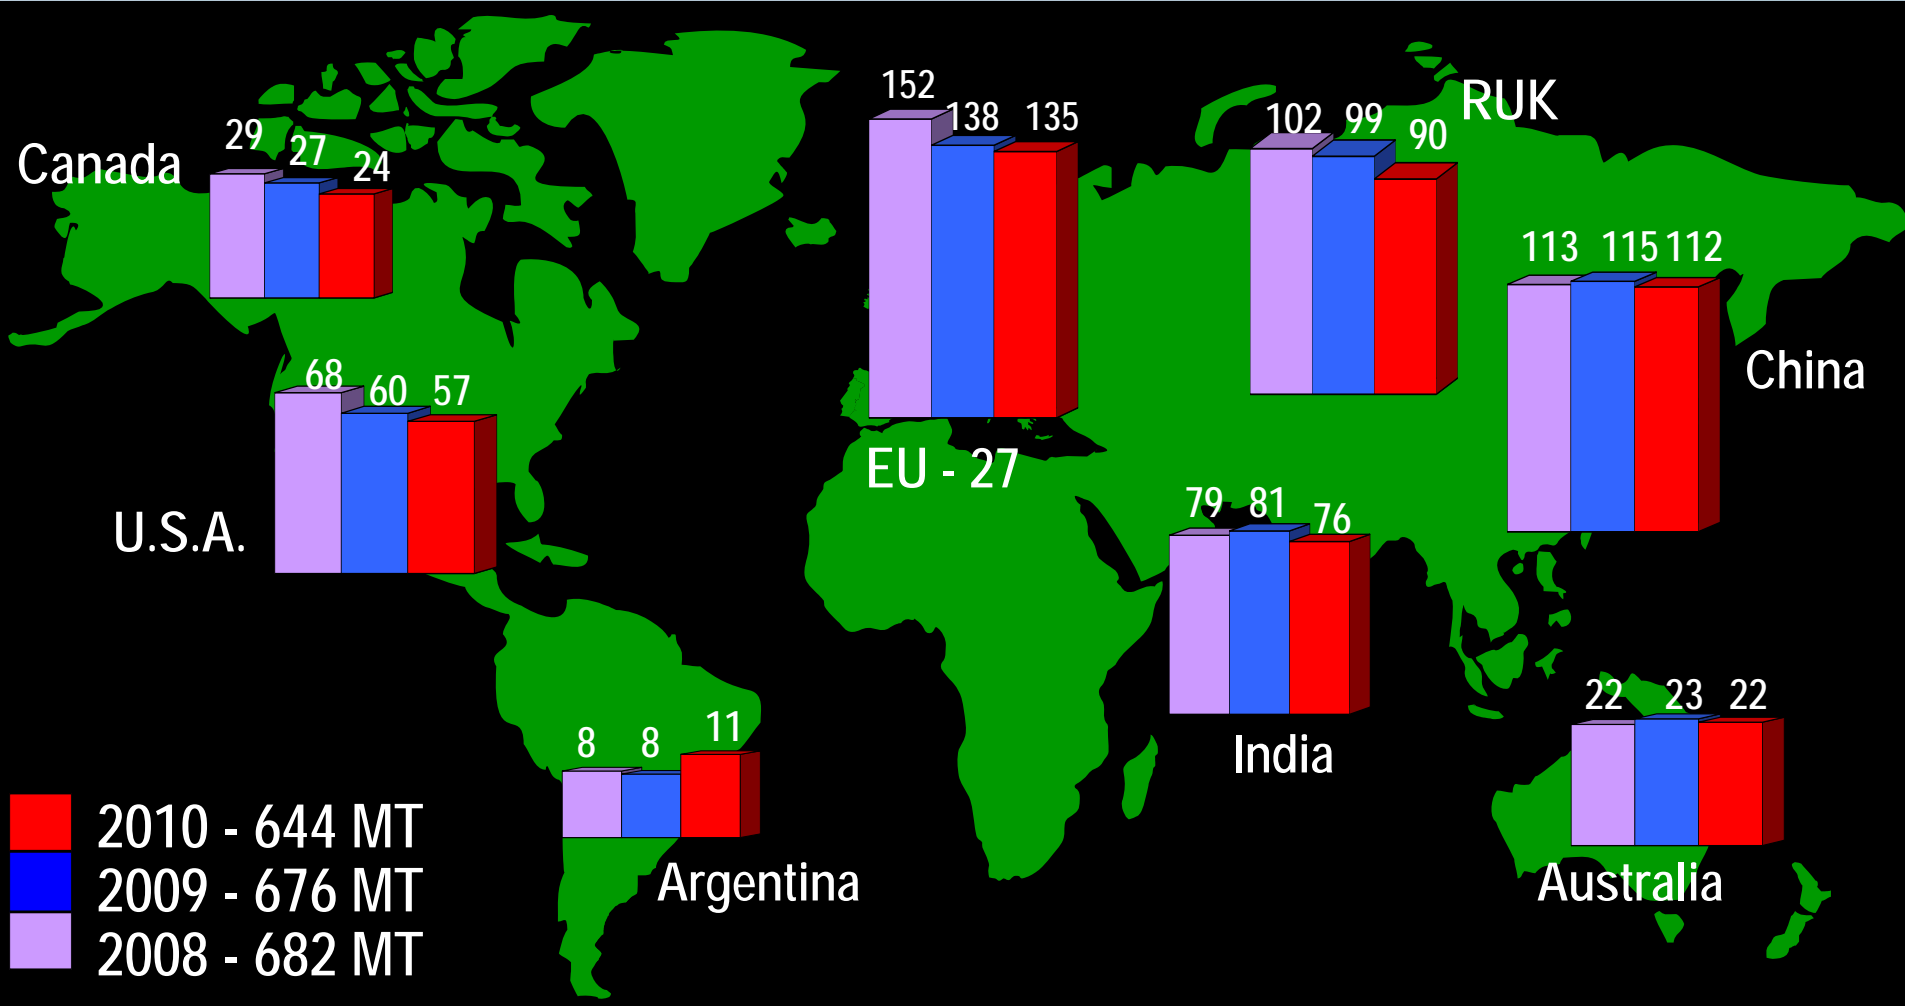 Canada
29 27 24
U.S.A.
68 60 57
152 138 135
EU - 27
102 99 90
RUK
113 115 112
China
79 81 76
India
8 8 11
Argentina
22 23 22
Australia
2010 - 644 MT
2009 - 676 MT
2008 - 682 MT